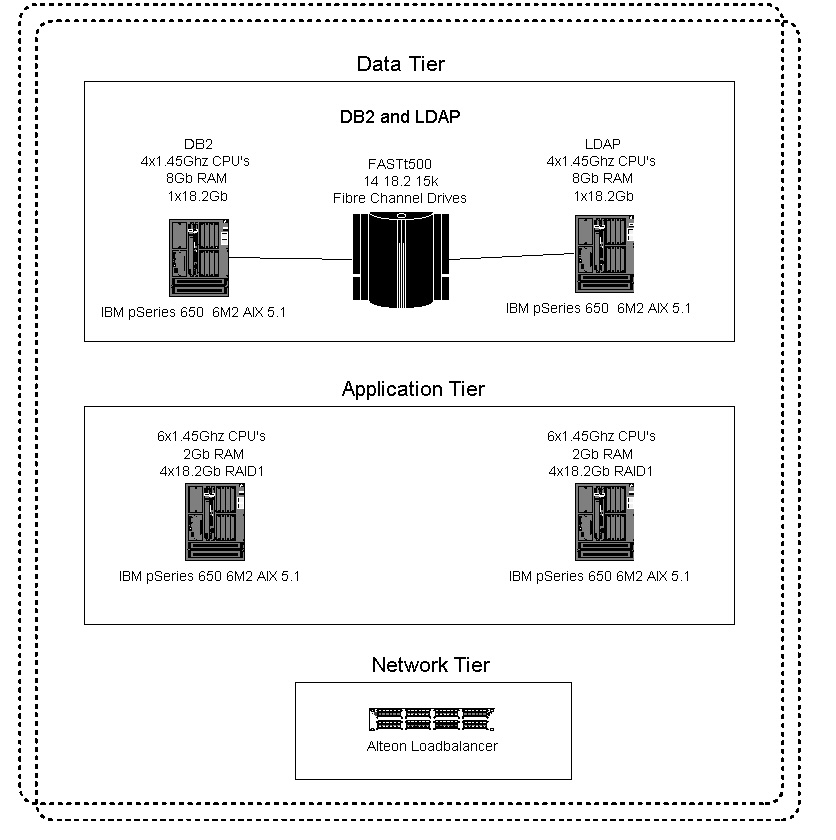 Data Tier
DB2 and LDAP
DB2
4x1.45Ghz CPU's
8Gb RAM
1x18.2Gb
FASTt500
14 18.2 15k
Fibre Channel Drives
LDAP
4x1.45Ghz CPU's
8Gb RAM
1x18.2Gb
IBM pSeries 650 6M2 AIX 5.1
IBM pSeries 650 6M2 AIX 5.1
Application Tier
6x1.45Ghz CPU's
2Gb RAM
4x18.2Gb RAID1
IBM pSeries 650 6M2 AIX 5.1
6x1.45Ghz CPU's
2Gb RAM
4x18.2Gb RAID1
IBM pSeries 650 6M2 AIX 5.1
Network Tier
Alteon Loadbalancer